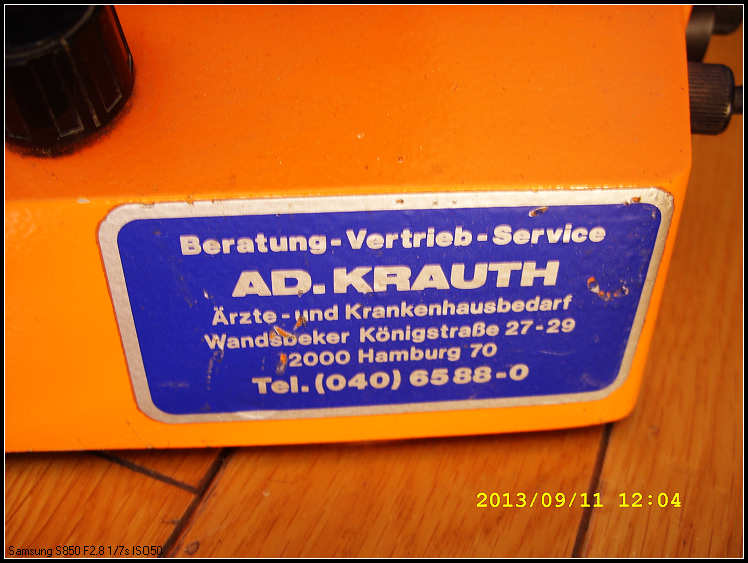 Beratung-Vertrieb-Service
AD.KRAUTH
Ärzte-und Krankenhausbedarf
Wandsbeker Königstraße 27-29
2000 Hamburg 70
Tel.(040) 6588-0
2013/09/11 12:04
Samsung S850 F2.8 1/7s ISO50